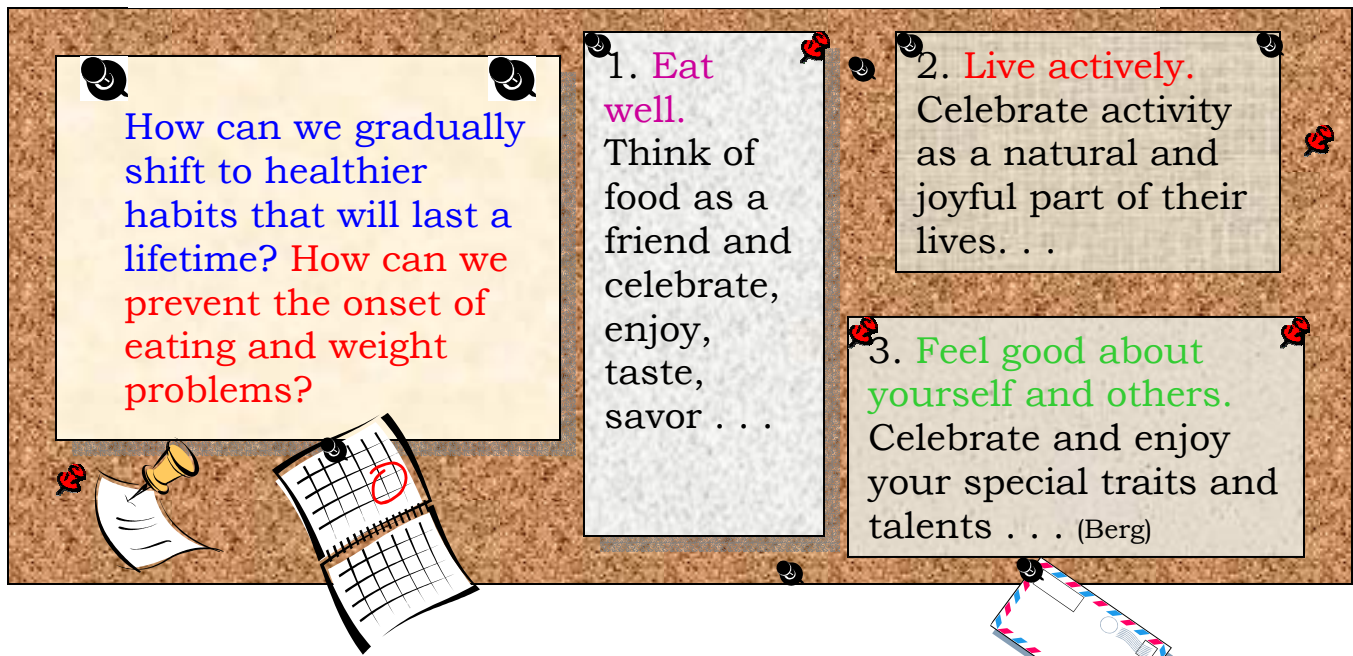 How can we gradually
shift to healthier
habits that will last a
lifetime? How can we
prevent the onset of
eating and weight
problems?
1. Eat
well.
Think of
food as a
friend and
celebrate,
enjoy,
taste,
savor . . .
2. Live actively.
Celebrate activity
as a natural and
joyful part of their
lives. . .
3. Feel good about
yourself and others.
Celebrate and enjoy
your special traits and
talents . . . (Berg)